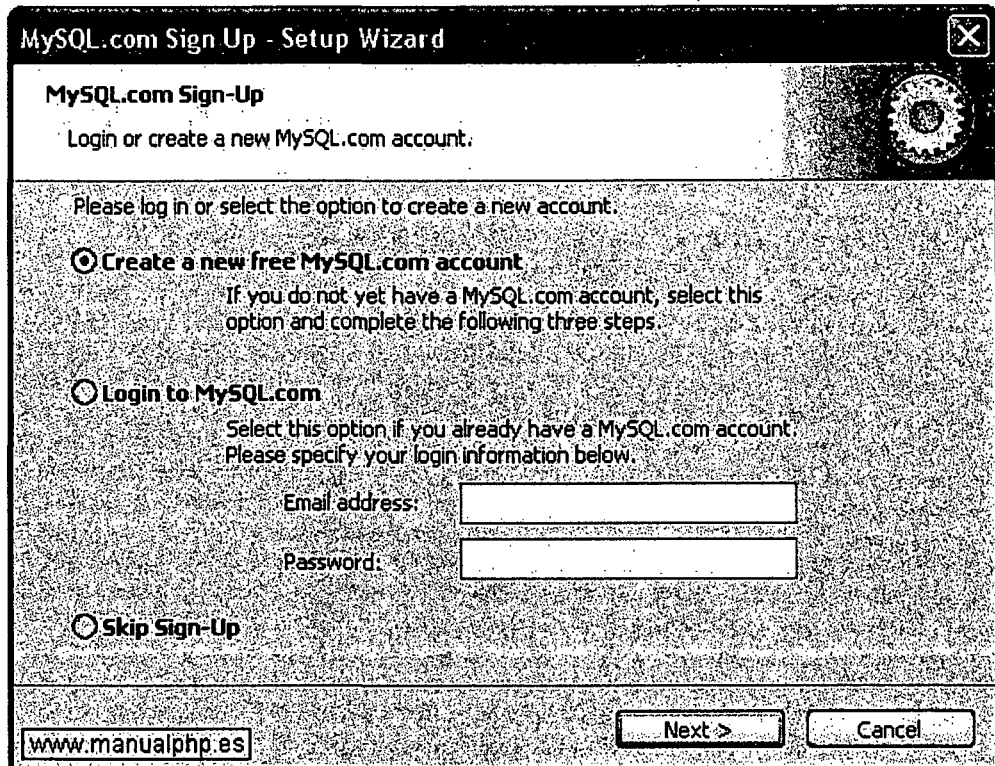 MySQL.com Sign Up - Setup Wizard
MySQL.com Sign-Up
Login or create a new MySQL.com account.
Please log in or select the option to create a new account.
Create a new free MySQL.com account
If you do not yet have a MySQL.com account, select this
option and complete the following three steps.
Login to MySQL.com
Select this option if you already have a MySQL.com account.
Please specify your login information below.
Email address:
Password:
Skip Sign-Up
www.manualphp.es
Next >
Cancel